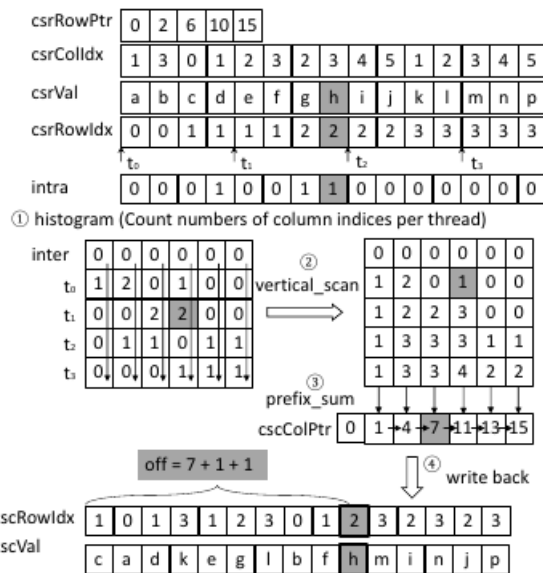 csrRowPtr 0 2 6 10 15
csrColIdx 1 3 0 1 2 3 2 3 4 5 1 2 3 4 5
csrVal a b c d e f g h i j k l m n p
csrRowIdx 0 0 1 1 1 1 2 2 2 2 3 3 3 3 3
t₀ t₁ t₂ t₃
intra 0 0 0 1 0 0 1 1 0 0 0 0 0 0 0
① histogram (Count numbers of column indices per thread)
inter 0 0 0 0 0 0
t₀ 1 2 0 1 0 0
t₁ 0 0 2 2 0 0
t₂ 0 1 1 0 1 1
t₃ 0 0 0 1 1 1
②
vertical_scan
0 0 0 0 0 0
1 2 0 1 0 0
1 2 2 3 0 0
1 3 3 3 1 1
1 3 3 4 2 2
③
prefix_sum
cscColPtr 0 1 4 7 11 13 15
④
write back
off = 7 + 1 + 1
scRowIdx 1 0 1 3 1 2 3 0 1 2 3 2 3 2 3
scVal c a d k e g l b f h m i n j p